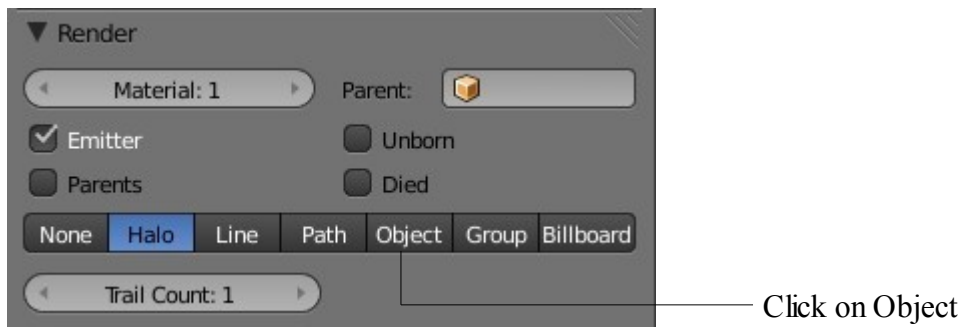 Render
Material: 1 Parent:
Emitter Unborn
Parents Died
None Halo Line Path Object Group Billboard
Trail Count: 1
Click on Object